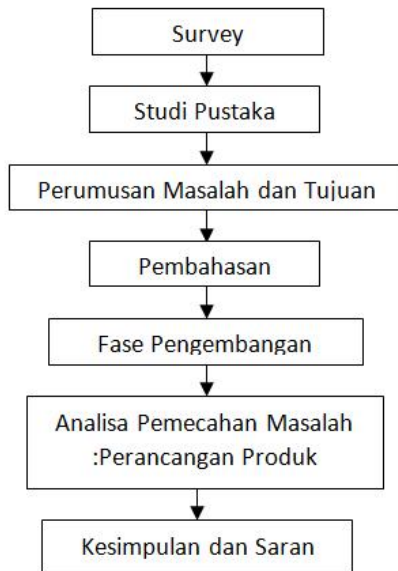 Survey
Studi Pustaka
Perumusan Masalah dan Tujuan
Pembahasan
Fase Pengembangan
Analisa Pemecahan Masalah
:Perancangan Produk
Kesimpulan dan Saran